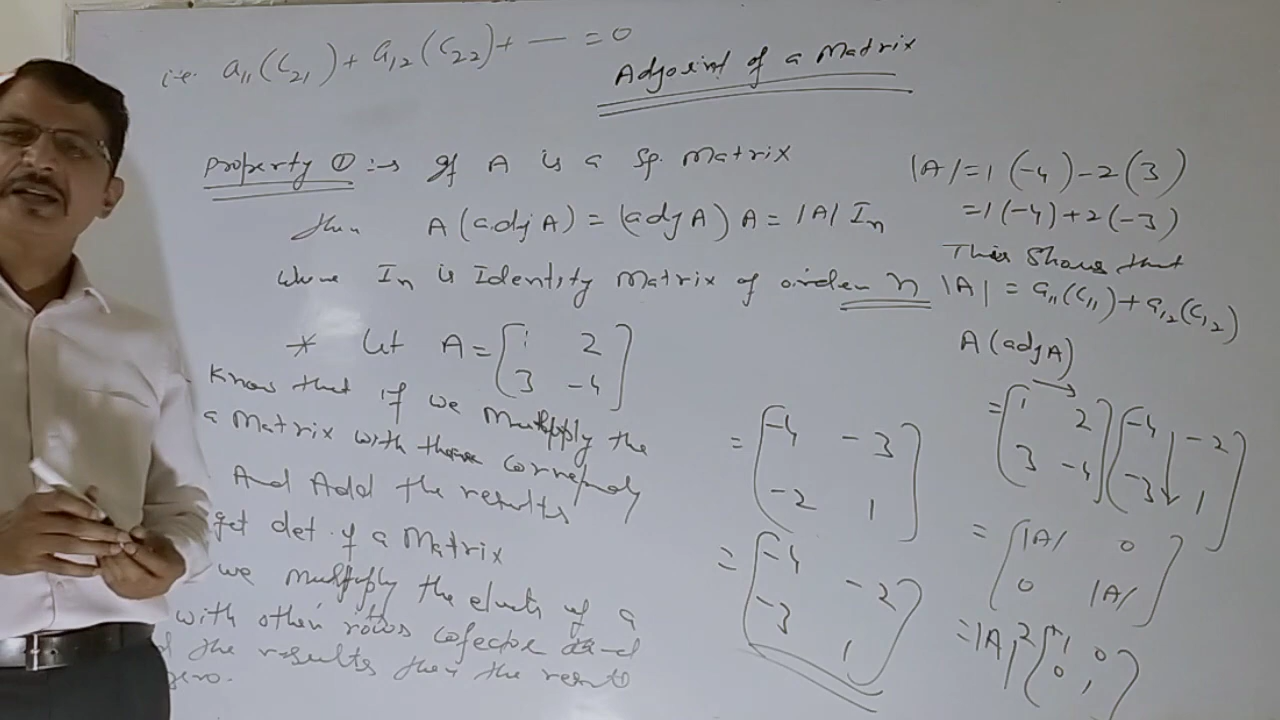 i.e. a₁₁(C₂₁) + a₁₂(C₂₂) + — = 0
Adjoint of a Matrix
Property ① :→ If A is a Sq. Matrix
then A(adj A) = (adj A) A = |A| In
Where In is Identity Matrix of order n
* Let A = [1 2
3 -4]
Know that if we Multiply the
a Matrix with there
And Add the results
get det. of a Matrix
we multiply the of a
with other rows cofactor
the results then the
zero.
= [-4 -3
-2 1]
= [-4 -2
-3 1]
|A| = 1(-4) - 2(3)
= 1(-4) + 2(-3)
This shows that
|A| = a₁₁(C₁₁) + a₁₂(C₁₂)
A(adj A)
= [1 2 [-4 -2
3 -4] -3 1]
= [|A| 0
0 |A|]
= |A| [1 0
0 1]